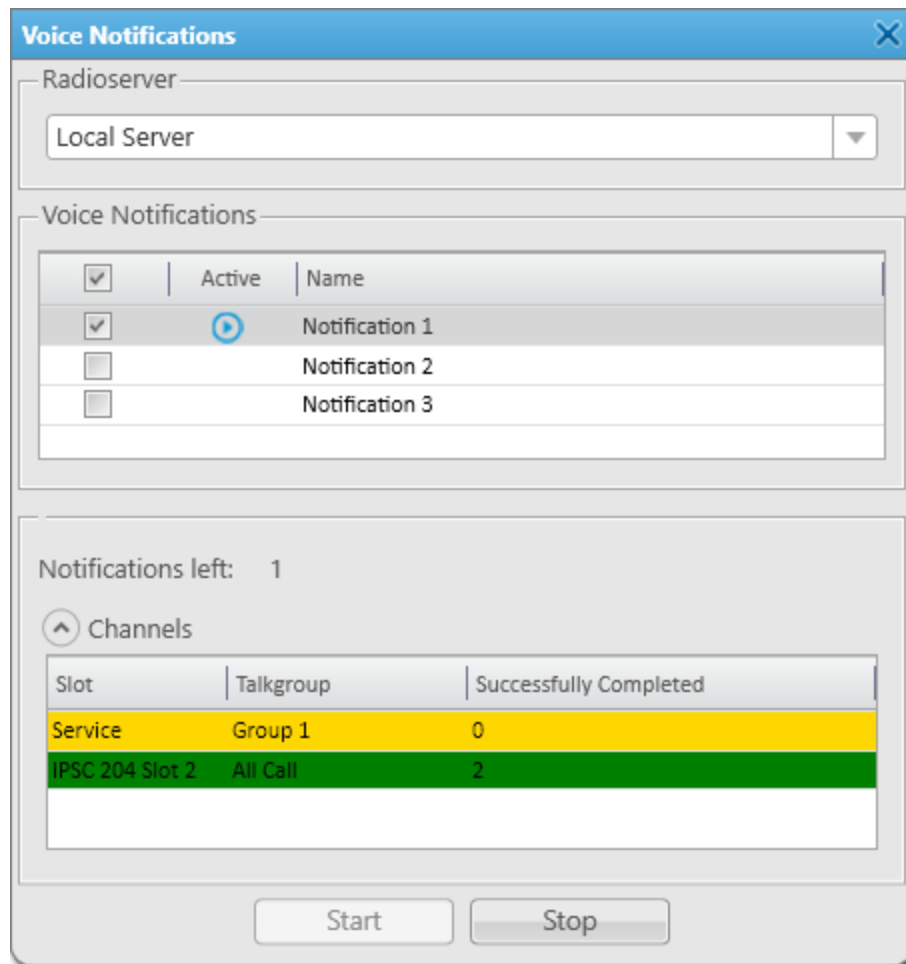 Voice Notifications
Radioserver
Local Server
Voice Notifications
Active Name
Notification 1
Notification 2
Notification 3
Notifications left: 1
Channels
Slot Talkgroup Successfully Completed
Service Group 1 0
IPSC 204 Slot 2 All Call 2
Start Stop